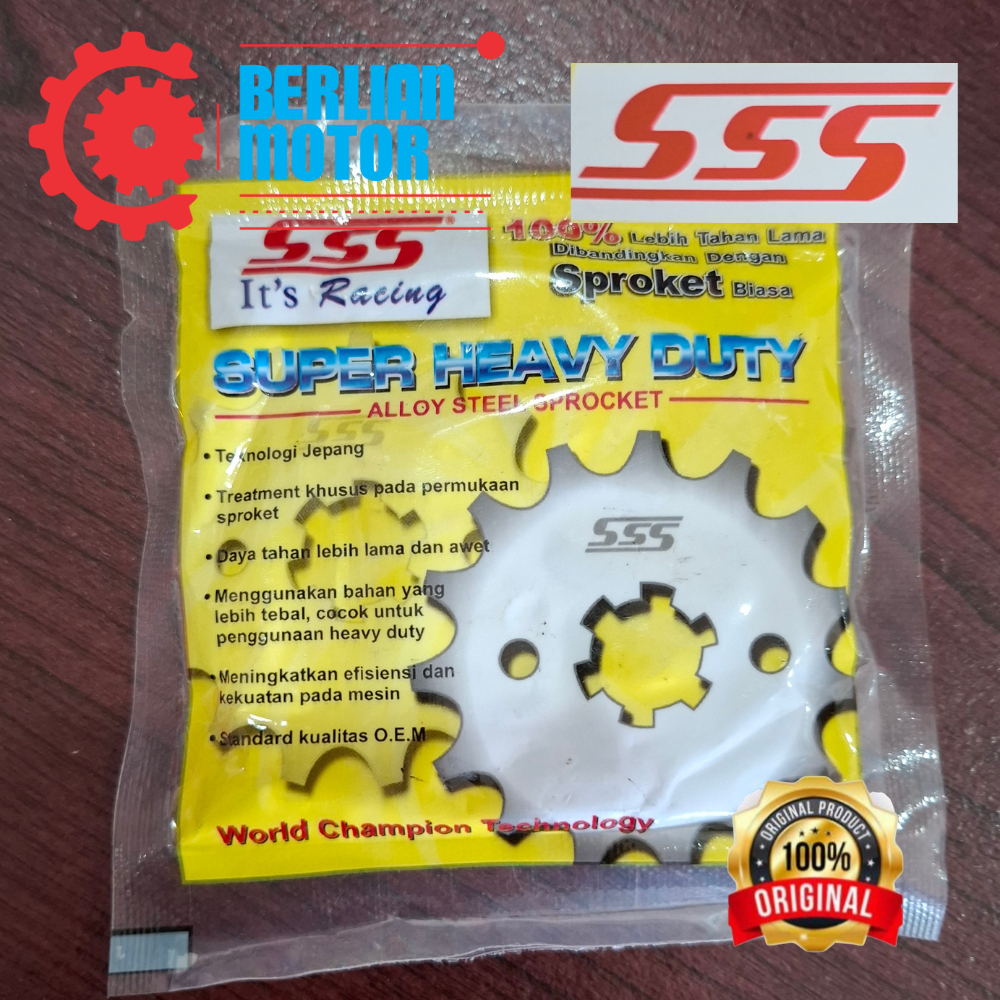 BERLIAN
MOTOR
SSS
SSS®
It's Racing
100% Lebih Tahan Lama
Dibandingkan Dengan
Sproket Biasa
SUPER HEAVY DUTY
ALLOY STEEL SPROCKET
SSS
• Teknologi Jepang
• Treatment khusus pada permukaan
sproket
• Daya tahan lebih lama dan awet
• Menggunakan bahan yang
lebih tebal, cocok untuk
penggunaan heavy duty
• Meningkatkan efisiensi dan
kekuatan pada mesin
• Standard kualitas O.E.M
SSS
World Champion Technology
ORIGINAL PRODUCT
100%
ORIGINAL